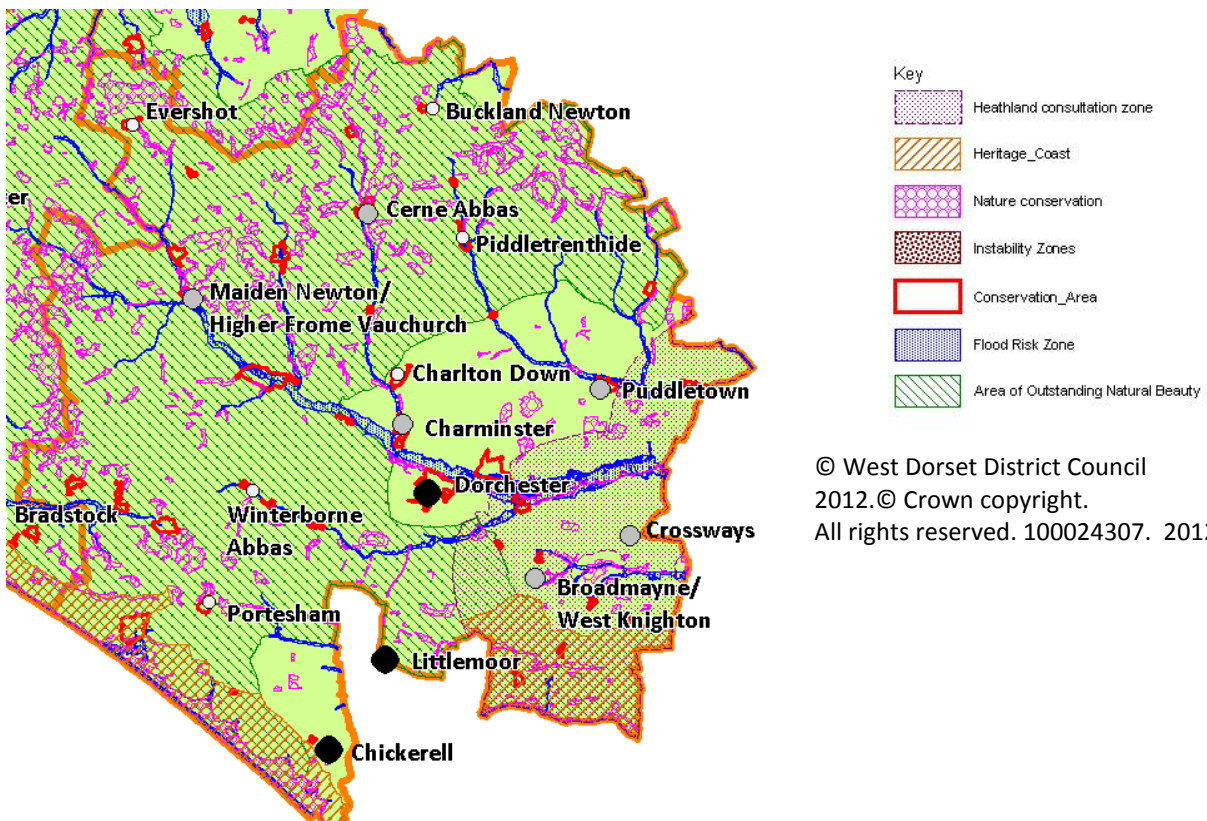 Evershot
Buckland Newton
er
Cerne Abbas
Piddletrenthide
Maiden Newton/
Higher Frome Vauchurch
Charlton Down
Puddletown
Charminster
Dorchester
Bradstock
Winterborne
Abbas
Crossways
Broadmayne/
West Knighton
Portesham
Littlemoor
Chickerell
Key
Heathland consultation zone
Heritage_Coast
Nature conservation
Instability Zones
Conservation_Area
Flood Risk Zone
Area of Outstanding Natural Beauty
© West Dorset District Council
2012.© Crown copyright.
All rights reserved. 100024307. 201